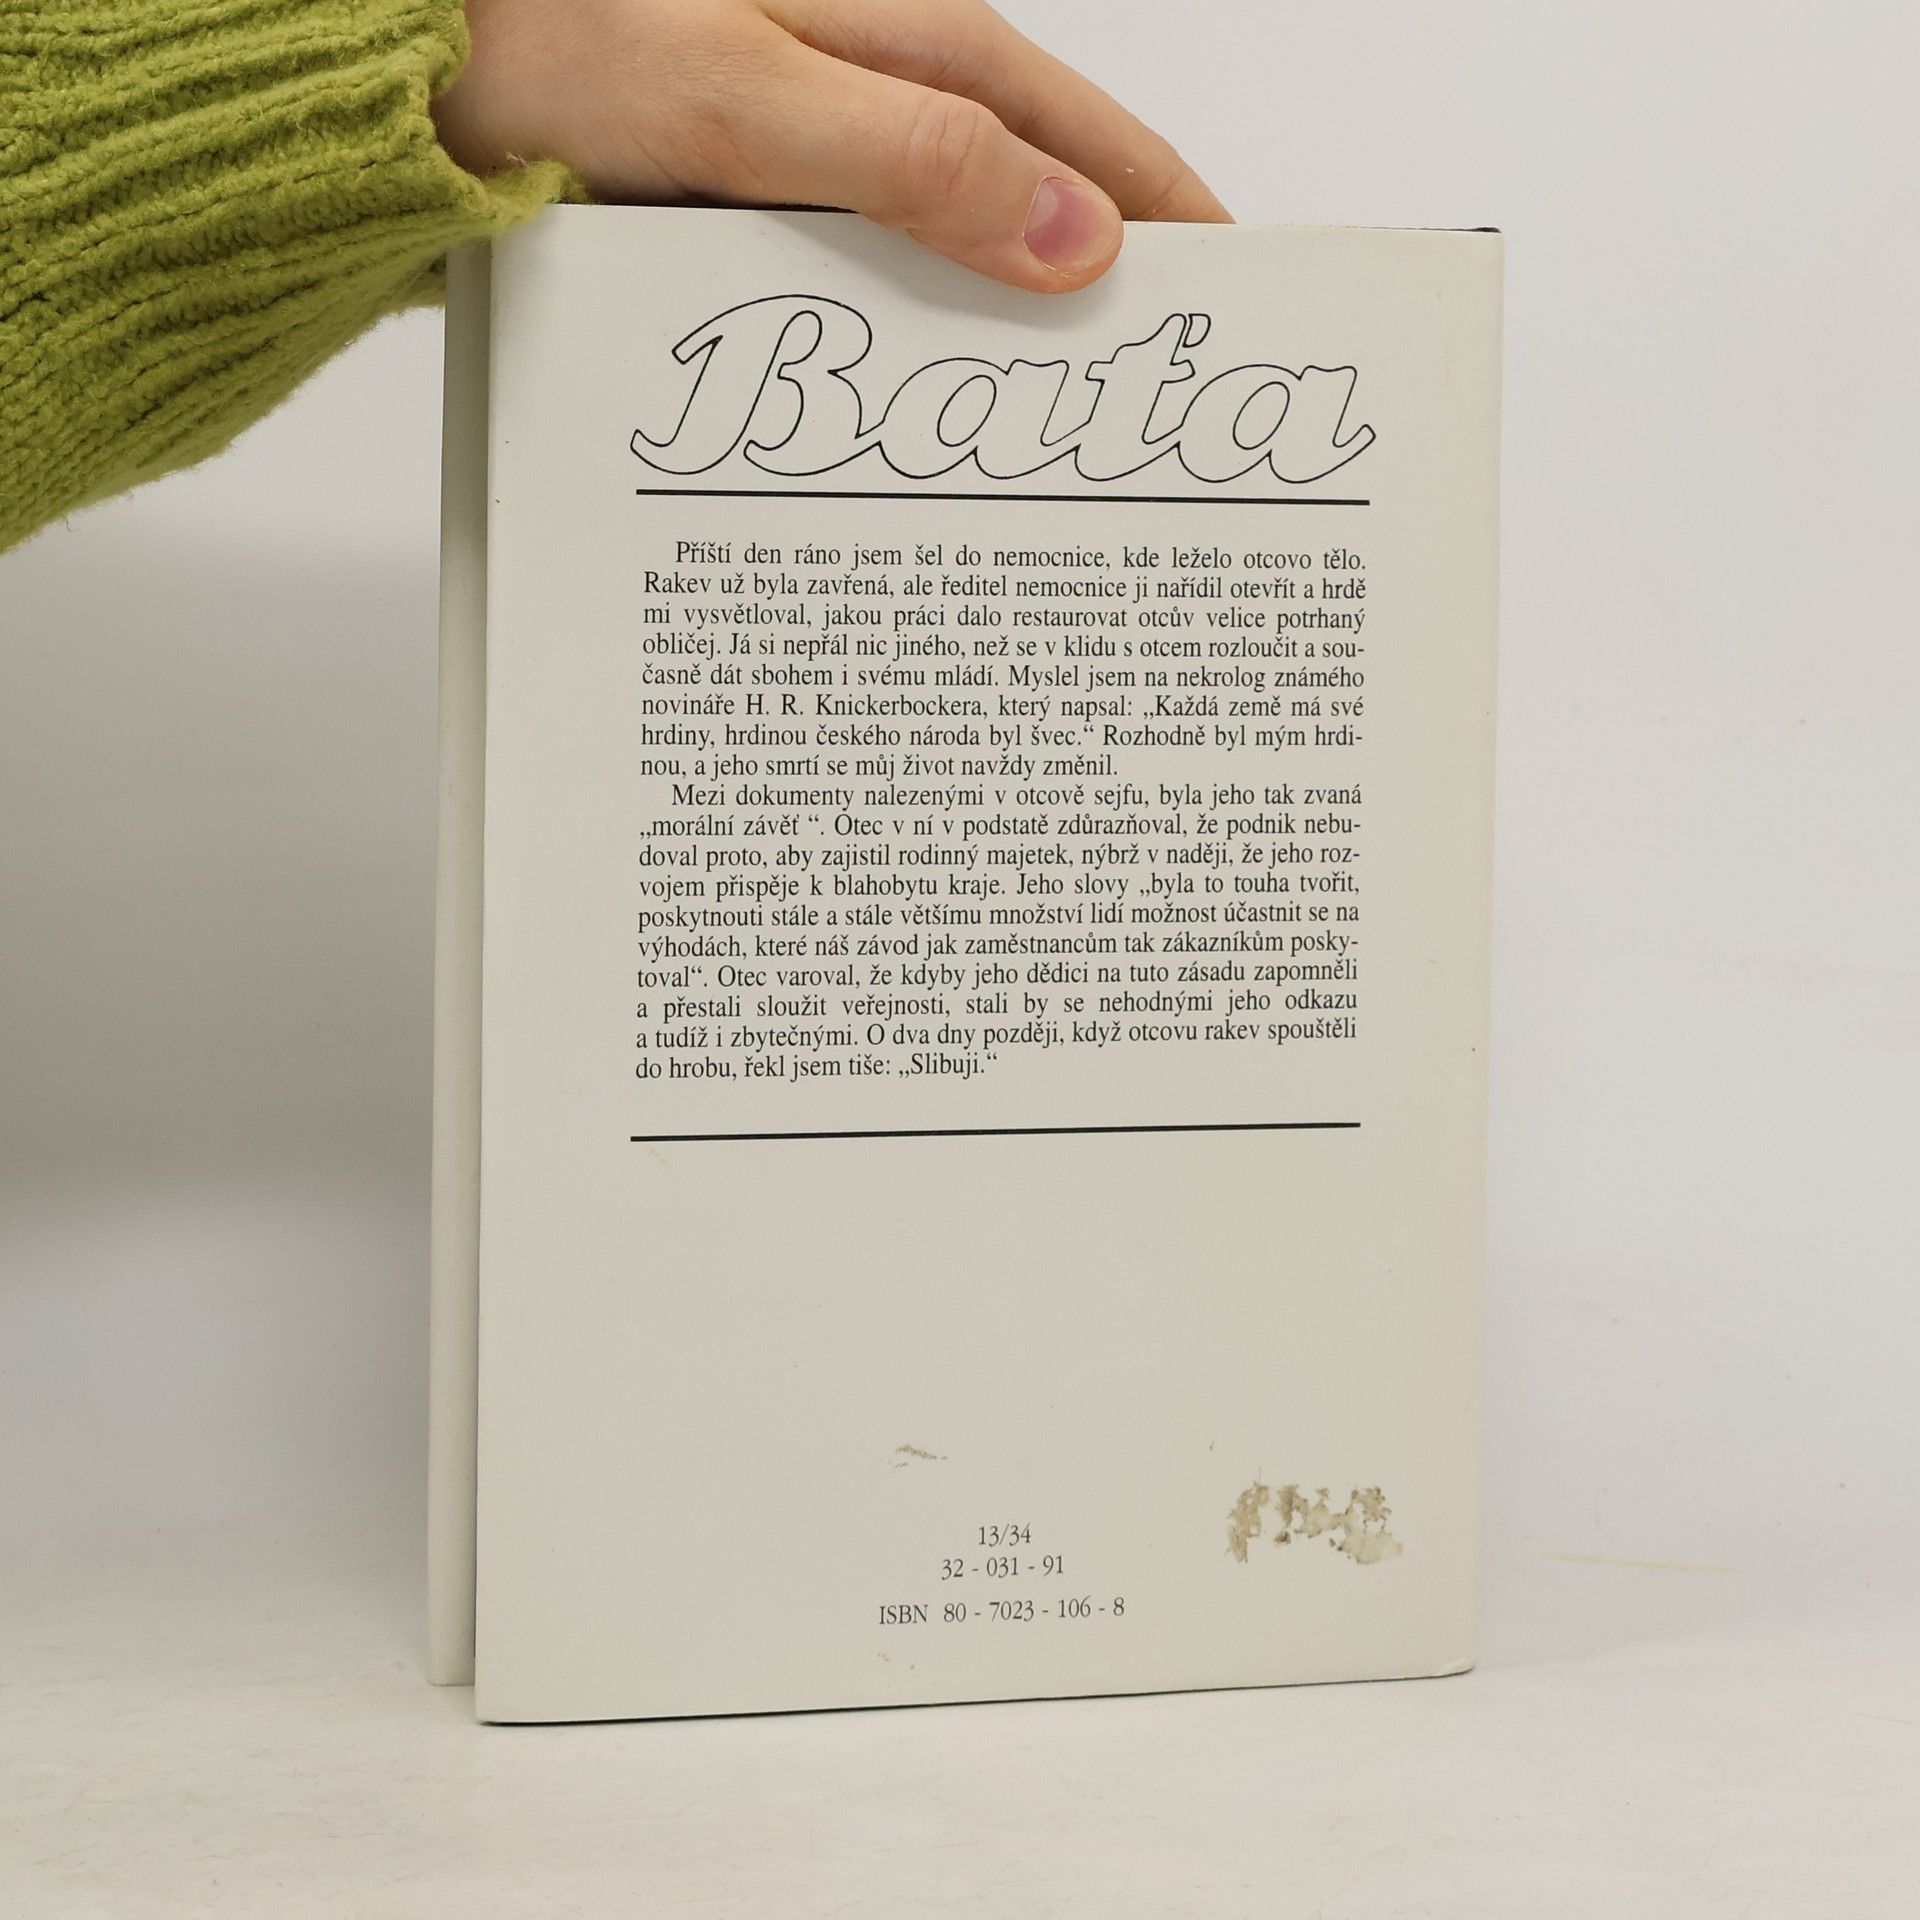 Baťa
Příští den ráno jsem šel do nemocnice, kde leželo otcovo tělo.
Rakev už byla zavřená, ale ředitel nemocnice ji nařídil otevřít a hrdě
mi vysvětloval, jakou práci dalo restaurovat otcův velice potrhaný
obličej. Já si nepřál nic jiného, než se v klidu s otcem rozloučit a sou-
časně dát sbohem i svému mládí. Myslel jsem na nekrolog známého
novináře H. R. Knickerbockera, který napsal: „Každá země má své
hrdiny, hrdinou českého národa byl švec.“ Rozhodně byl mým hrdi-
nou, a jeho smrtí se můj život navždy změnil.
Mezi dokumenty nalezenými v otcově sejfu, byla jeho tak zvaná
„morální závěť “. Otec v ní v podstatě zdůrazňoval, že podnik nebu-
doval proto, aby zajistil rodinný majetek, nýbrž v naději, že jeho roz-
vojem přispěje k blahobytu kraje. Jeho slovy „byla to touha tvořit,
poskytnouti stále a stále většímu množství lidí možnost účastnit se na
výhodách, které náš závod jak zaměstnancům tak zákazníkům posky-
toval“. Otec varoval, že kdyby jeho dědici na tuto zásadu zapomněli
a přestali sloužit veřejnosti, stali by se nehodnými jeho odkazu
a tudíž i zbytečnými. O dva dny později, když otcovu rakev spouštěli
do hrobu, řekl jsem tiše: „Slibuji.“
13/34
32 - 031 - 91
ISBN 80 - 7023 - 106 - 8